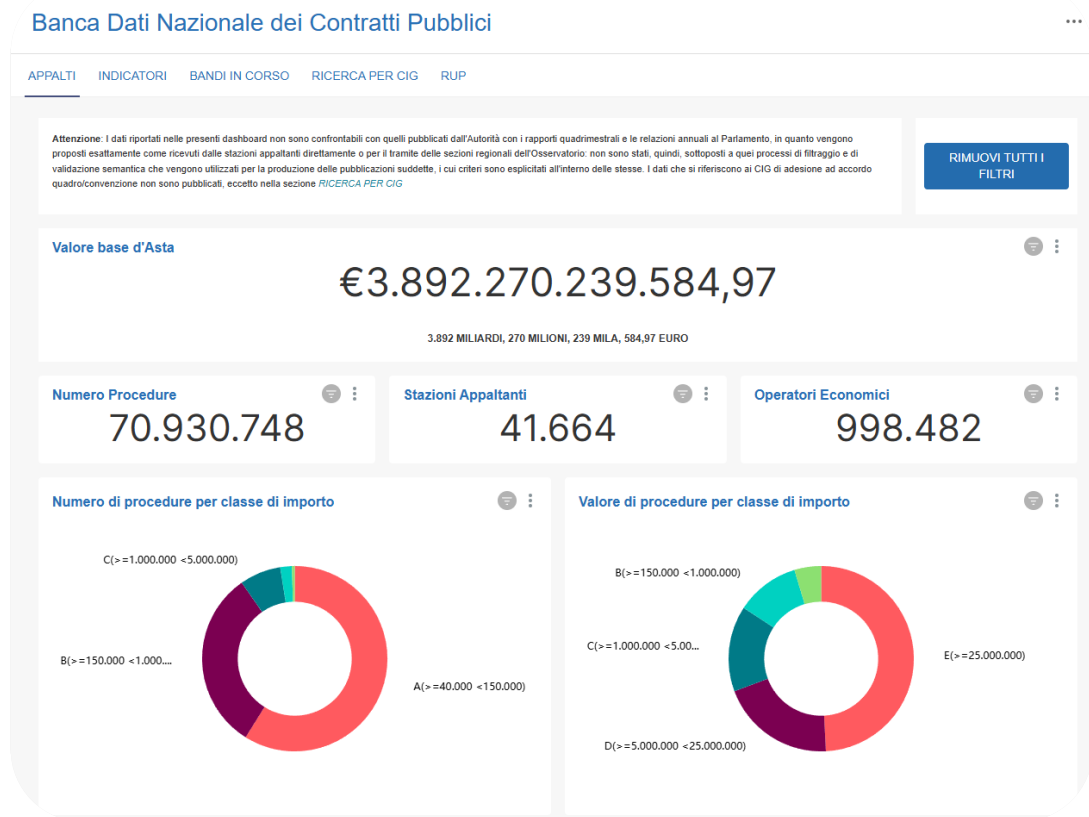 Banca Dati Nazionale dei Contratti Pubblici
APPALTI INDICATORI BANDI IN CORSO RICERCA PER CIG RUP
Attenzione: I dati riportati nelle presenti dashboard non sono confrontabili con quelli pubblicati dall'Autorità con i rapporti quadrimestrali e le relazioni annuali al Parlamento, in quanto vengono
proposti esattamente come ricevuti dalle stazioni appaltanti direttamente o per il tramite delle sezioni regionali dell'Osservatorio: non sono stati, quindi, sottoposti a quei processi di filtraggio e di
validazione semantica che vengono utilizzati per la produzione delle pubblicazioni suddette, i cui criteri sono esplicitati all'interno delle stesse. I dati che si riferiscono ai CIG di adesione ad accordo
quadro/convenzione non sono pubblicati, eccetto nella sezione RICERCA PER CIG
RIMUOVI TUTTI I
FILTRI
Valore base d'Asta
€3.892.270.239.584,97
3.892 MILIARDI, 270 MILIONI, 239 MILA, 584,97 EURO
Numero Procedure
70.930.748
Stazioni Appaltanti
41.664
Operatori Economici
998.482
Numero di procedure per classe di importo
C(>=1.000.000 <5.000.000)
B(>=150.000 <1.000....
A(>=40.000 <150.000)
Valore di procedure per classe di importo
B(>=150.000 <1.000.000)
C(>=1.000.000 <5.00...
E(>=25.000.000)
D(>=5.000.000 <25.000.000)